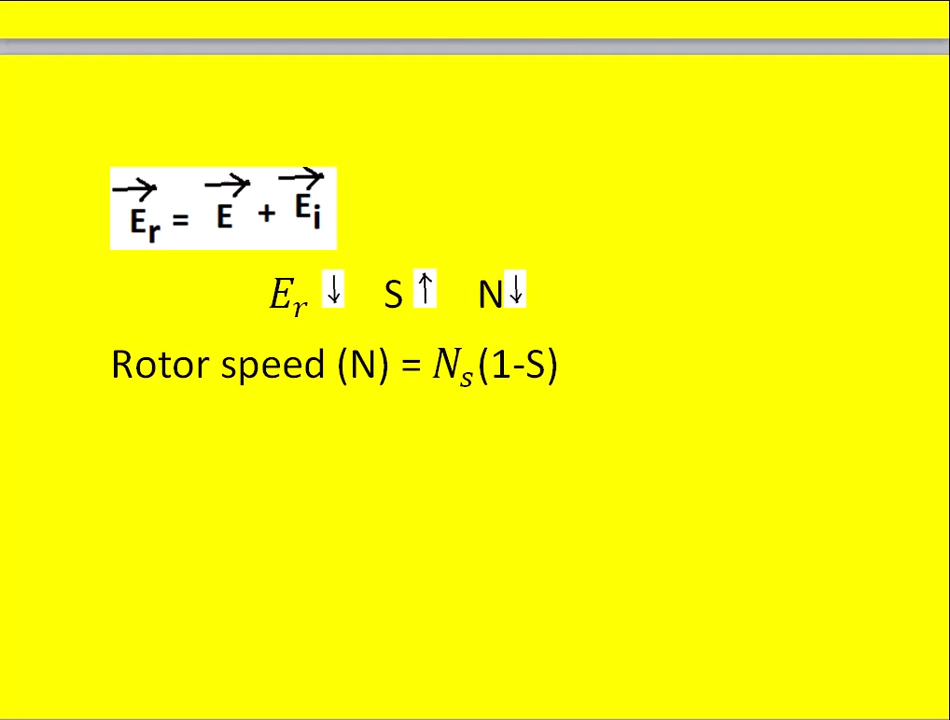 E⃗r = E⃗ + E⃗i
Er ↓ S ↑ N ↓
Rotor speed (N) = Ns(1-S)